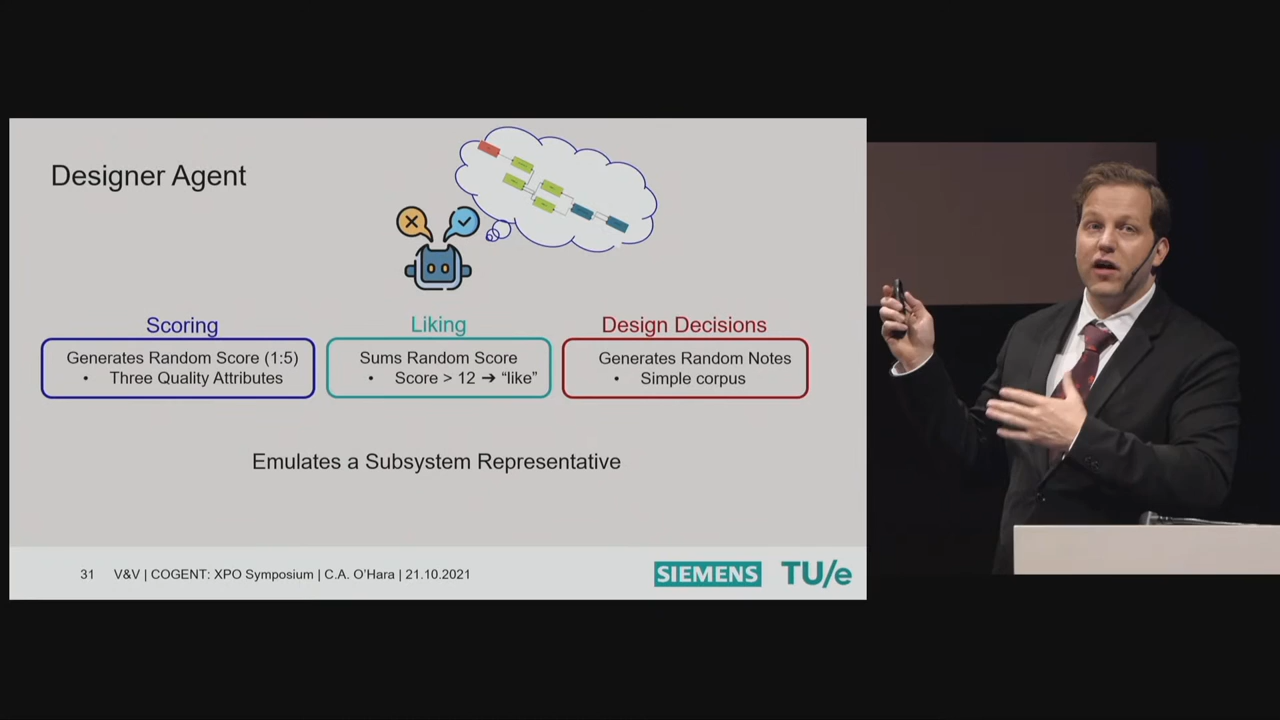 Designer Agent
Scoring
Generates Random Score (1:5)
• Three Quality Attributes
Liking
Sums Random Score
• Score > 12 ➔ “like”
Design Decisions
Generates Random Notes
• Simple corpus
Emulates a Subsystem Representative
31 V&V | COGENT: XPO Symposium | C.A. O’Hara | 21.10.2021
SIEMENS TU/e